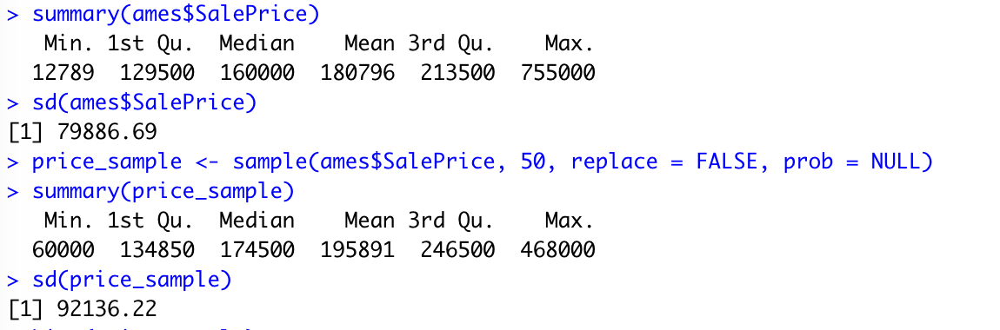 > summary(ames$SalePrice)
Min. 1st Qu. Median Mean 3rd Qu. Max.
12789 129500 160000 180796 213500 755000
> sd(ames$SalePrice)
[1] 79886.69
> price_sample <- sample(ames$SalePrice, 50, replace = FALSE, prob = NULL)
> summary(price_sample)
Min. 1st Qu. Median Mean 3rd Qu. Max.
60000 134850 174500 195891 246500 468000
> sd(price_sample)
[1] 92136.22